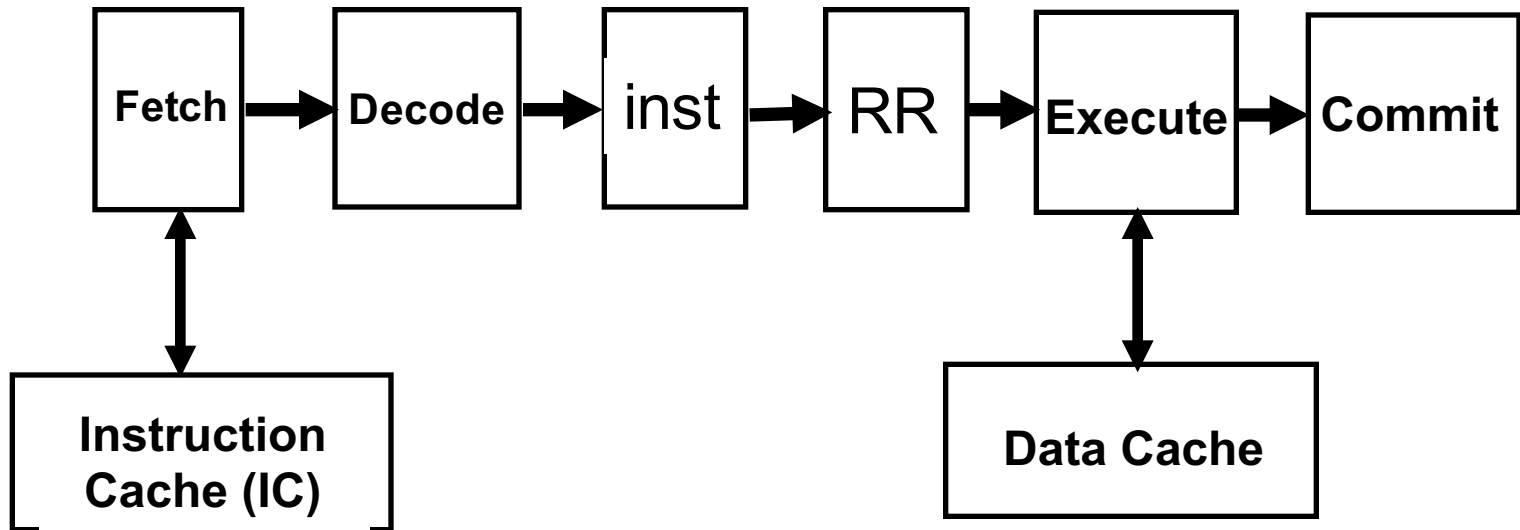 Fetch
Decode
inst
RR
Execute
Commit
Instruction
Cache (IC)
Data Cache